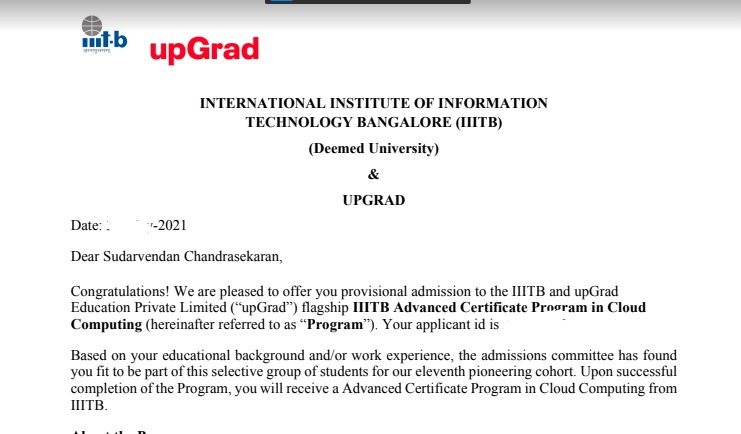 iiit-b
upGrad
INTERNATIONAL INSTITUTE OF INFORMATION
TECHNOLOGY BANGALORE (IIITB)
(Deemed University)
&
UPGRAD
Date: -2021
Dear Sudarvendan Chandrasekaran,
Congratulations! We are pleased to offer you provisional admission to the IIITB and upGrad
Education Private Limited (“upGrad”) flagship IIITB Advanced Certificate Program in Cloud
Computing (hereinafter referred to as “Program”). Your applicant id is
Based on your educational background and/or work experience, the admissions committee has found
you fit to be part of this selective group of students for our eleventh pioneering cohort. Upon successful
completion of the Program, you will receive a Advanced Certificate Program in Cloud Computing from
IIITB.